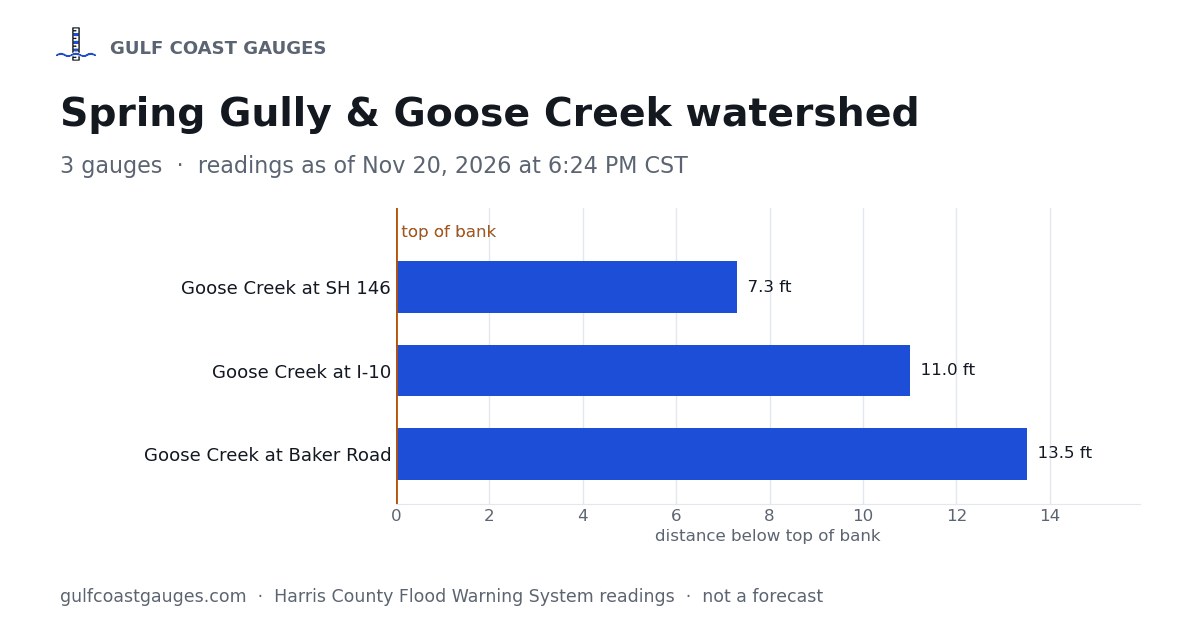 GULF COAST GAUGES
Spring Gully & Goose Creek watershed
3 gauges · readings as of Nov 20, 2026 at 6:24 PM CST
top of bank
Goose Creek at SH 146 7.3 ft
Goose Creek at I-10 11.0 ft
Goose Creek at Baker Road 13.5 ft
0 2 4 6 8 10 12 14
distance below top of bank
gulfcoastgauges.com · Harris County Flood Warning System readings · not a forecast